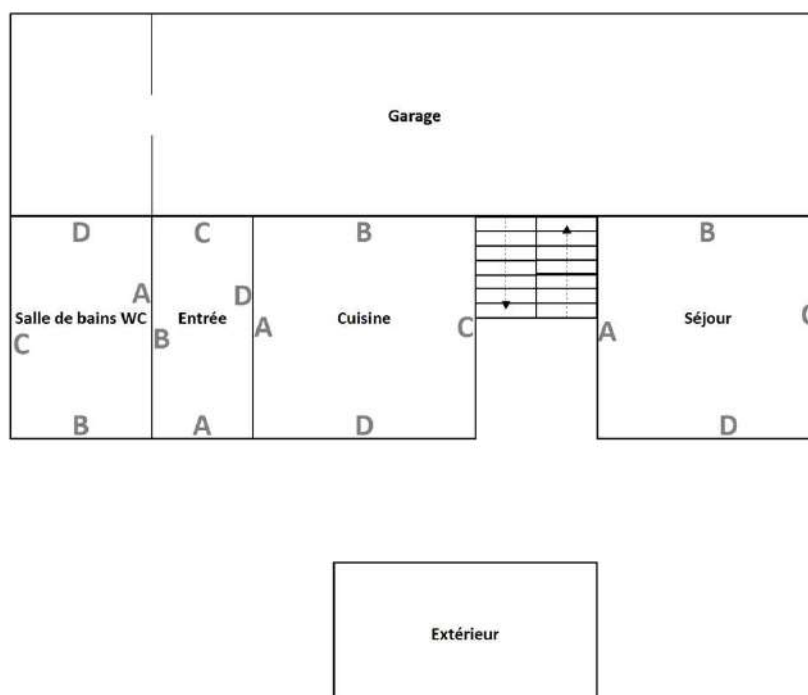 Garage
D C B B
A D
Salle de bains WC Entrée Cuisine Séjour
C B A C A C
B A D D
Extérieur